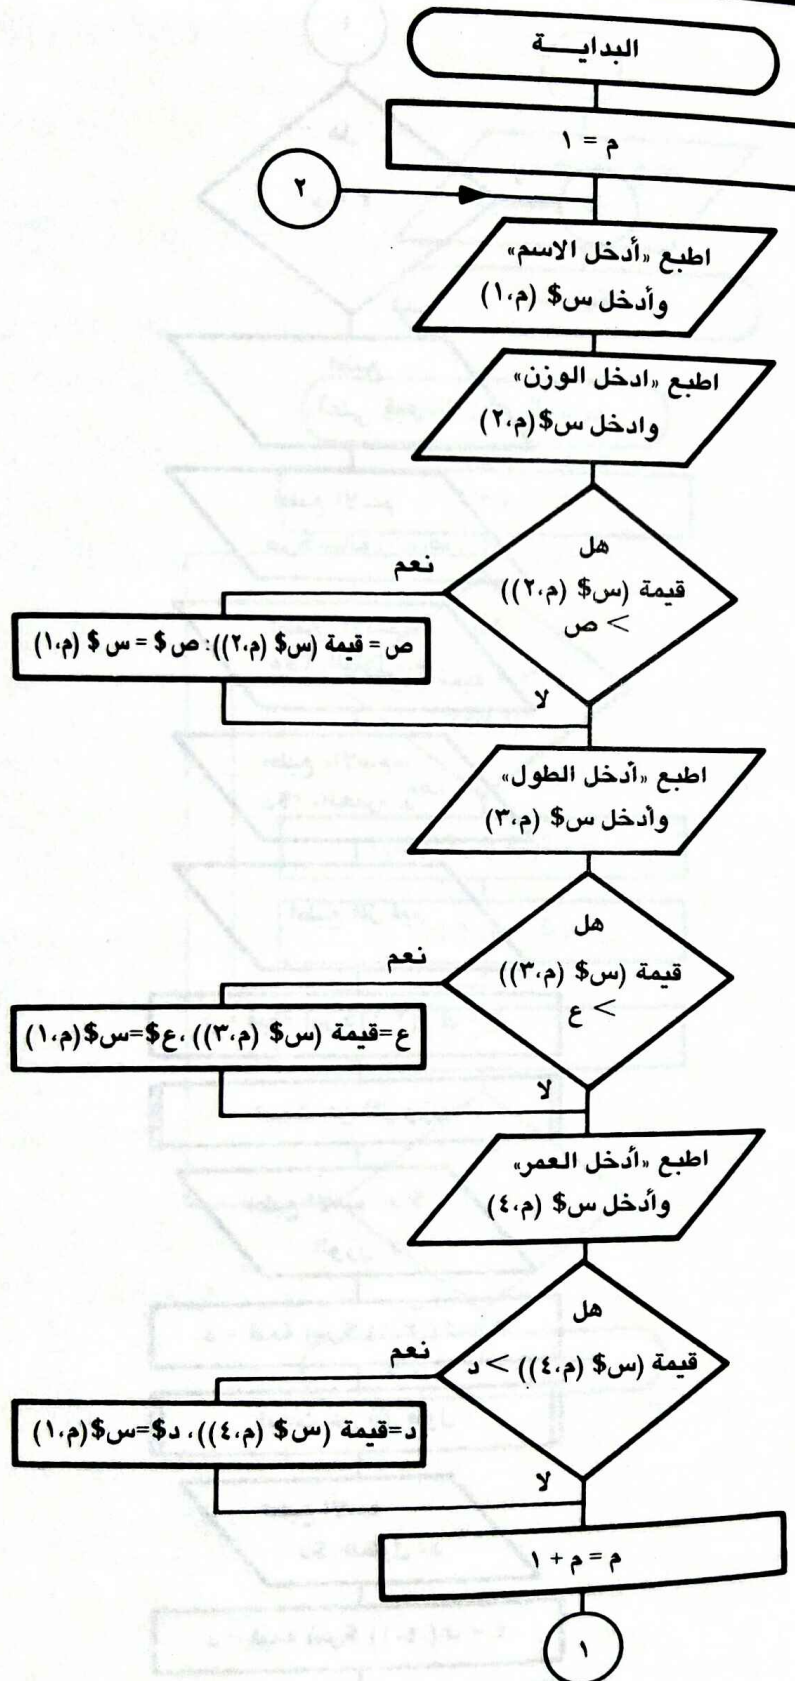 البدايـــة
م = ١
٢
اطبع «أدخل الاسم»
وأدخل س$ (م،١)
اطبع «ادخل الوزن»
وادخل س$(م،٢)
هل
قيمة (س$ (م،٢))
> ص
نعم
ص = قيمة (س$ (م،٢)): ص $ = س $ (م،١)
لا
اطبع «أدخل الطول»
وأدخل س$ (م،٣)
هل
قيمة (س$ (م،٣))
> ع
نعم
ع=قيمة (س$ (م،٣)) ،ع$=س$(م،١)
لا
اطبع «أدخل العمر»
وأدخل س$ (م،٤)
هل
قيمة (س$ (م،٤)) > د
نعم
د=قيمة (س$ (م،٤))، د$=س$(م،١)
لا
م = م + ١
١